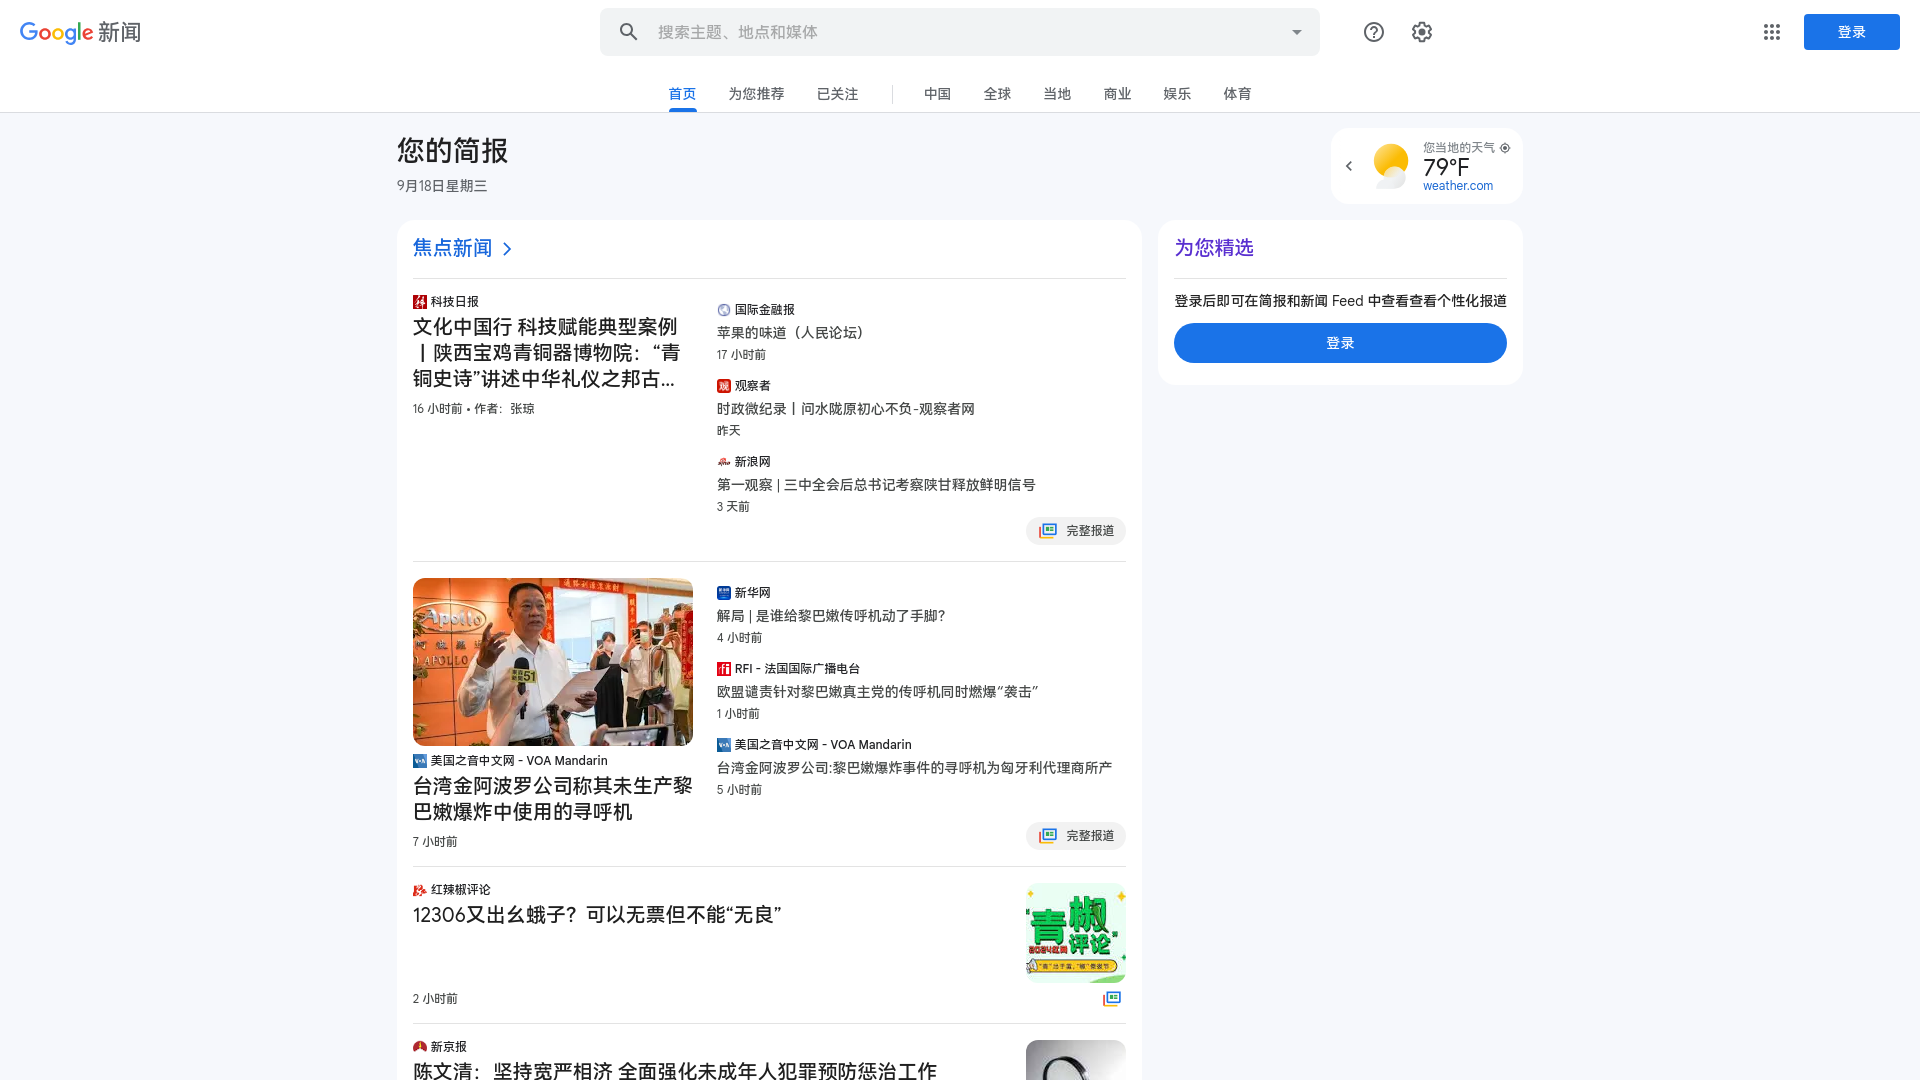 Google 新闻
搜索主题、地点和媒体
登录
首页
为您推荐
已关注
中国
全球
当地
商业
娱乐
体育
您的简报
9月18日星期三
您当地的天气
79°F
weather.com
焦点新闻
科技日报
文化中国行 科技赋能典型案例
丨陕西宝鸡青铜器博物院：“青
铜史诗”讲述中华礼仪之邦古…
16 小时前 • 作者：张琼
国际金融报
苹果的味道（人民论坛）
17 小时前
观察者
时政微纪录丨问水陇原初心不负-观察者网
昨天
新浪网
第一观察 | 三中全会后总书记考察陕甘释放鲜明信号
3 天前
完整报道
为您精选
登录后即可在简报和新闻 Feed 中查看查看个性化报道
登录
Apollo
阿波罗
APOLLO
51
美国之音中文网 - VOA Mandarin
台湾金阿波罗公司称其未生产黎
巴嫩爆炸中使用的寻呼机
7 小时前
新华网
解局 | 是谁给黎巴嫩传呼机动了手脚？
4 小时前
RFI - 法国国际广播电台
欧盟谴责针对黎巴嫩真主党的传呼机同时燃爆“袭击”
1 小时前
美国之音中文网 - VOA Mandarin
台湾金阿波罗公司:黎巴嫩爆炸事件的寻呼机为匈牙利代理商所产
5 小时前
完整报道
红辣椒评论
12306又出幺蛾子？可以无票但不能“无良”
2 小时前
青椒
评论
新京报
陈文清：坚持宽严相济 全面强化未成年人犯罪预防惩治工作